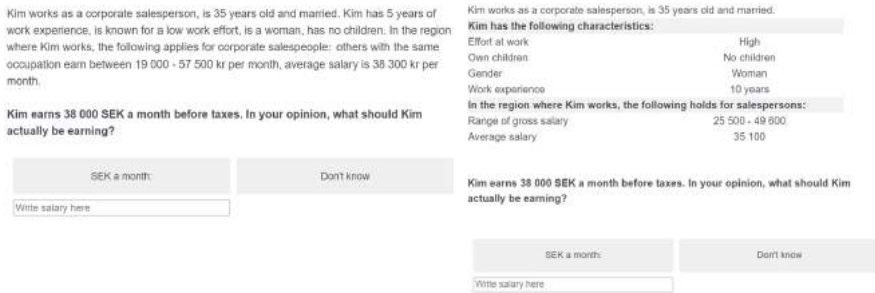 Kim works as a corporate salesperson, is 35 years old and married. Kim has 5 years of
work experience, is known for a low work effort, is a woman, has no children. In the region
where Kim works, the following applies for corporate salespeople: others with the same
occupation earn between 19 000 - 57 500 kr per month, average salary is 38 300 kr per
month.
Kim earns 38 000 SEK a month before taxes. In your opinion, what should Kim
actually be earning?
SEK a month:
Don't know
Write salary here
Kim works as a corporate salesperson, is 35 years old and married.
Kim has the following characteristics:
Effort at work High
Own children No children
Gender Woman
Work experience 10 years
In the region where Kim works, the following holds for salespersons:
Range of gross salary 25 500 - 49 600
Average salary 35 100
Kim earns 38 000 SEK a month before taxes. In your opinion, what should Kim
actually be earning?
SEK a month:
Don't know
Write salary here